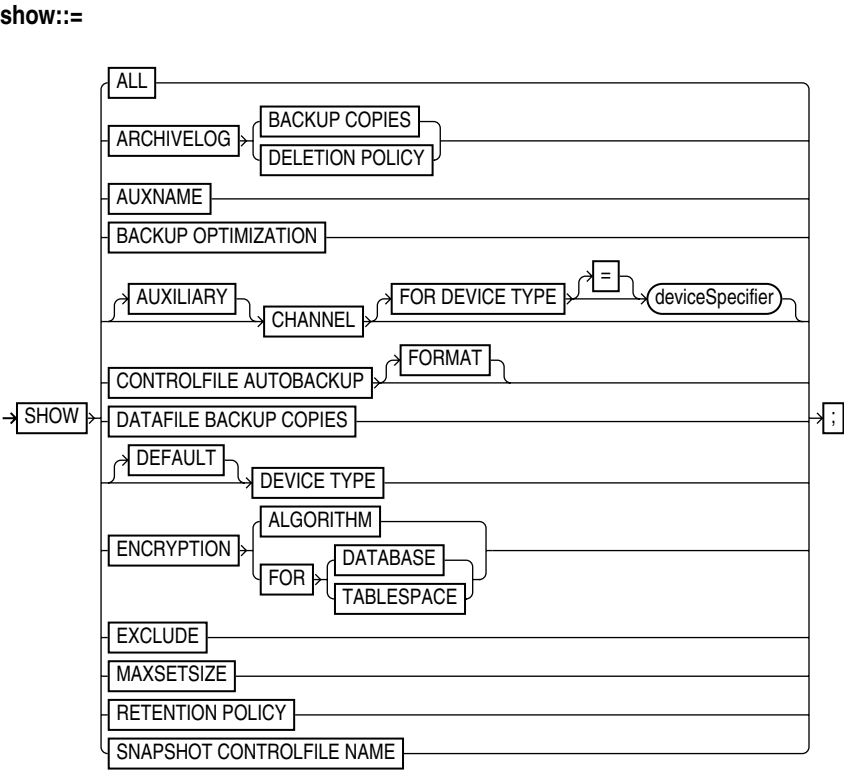 show::=
ALL
ARCHIVELOG
BACKUP COPIES
DELETION POLICY
AUXNAME
BACKUP OPTIMIZATION
AUXILIARY
CHANNEL
FOR DEVICE TYPE
=
deviceSpecifier
CONTROLFILE AUTOBACKUP
FORMAT
SHOW
DATAFILE BACKUP COPIES
;
DEFAULT
DEVICE TYPE
ENCRYPTION
ALGORITHM
FOR
DATABASE
TABLESPACE
EXCLUDE
MAXSETSIZE
RETENTION POLICY
SNAPSHOT CONTROLFILE NAME